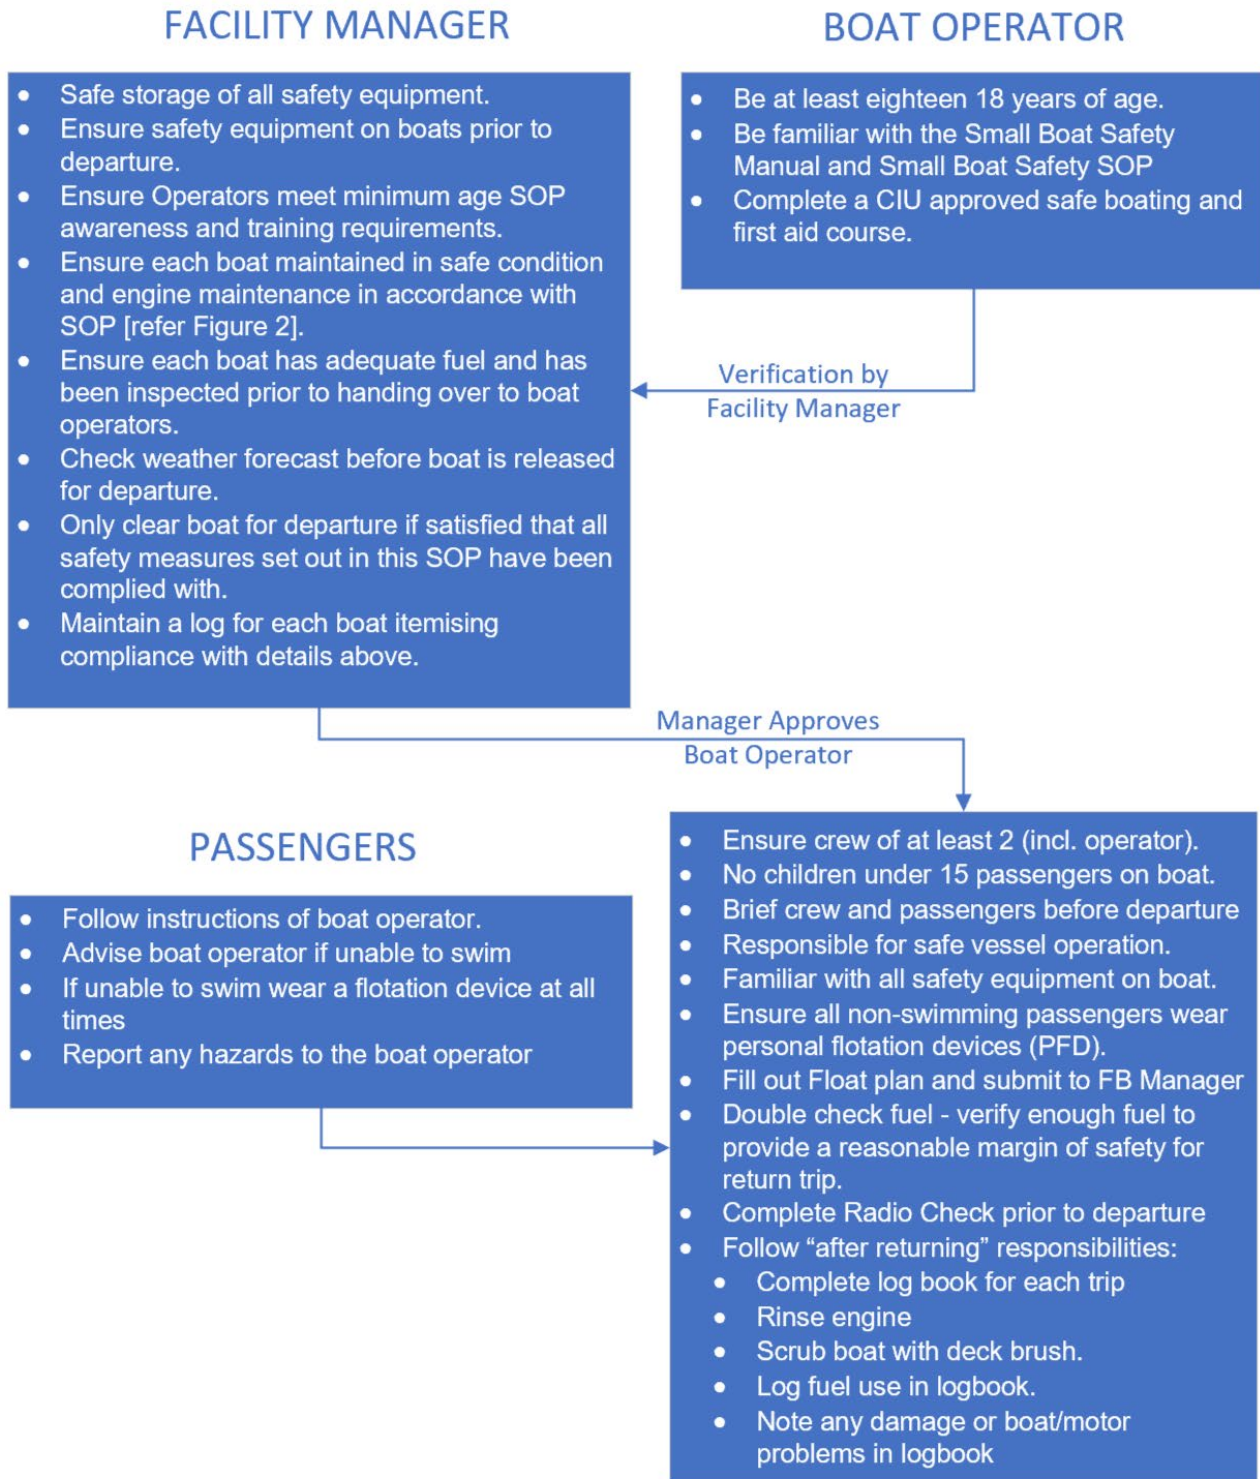 FACILITY MANAGER
• Safe storage of all safety equipment.
• Ensure safety equipment on boats prior to
departure.
• Ensure Operators meet minimum age SOP
awareness and training requirements.
• Ensure each boat maintained in safe condition
and engine maintenance in accordance with
SOP [refer Figure 2].
• Ensure each boat has adequate fuel and has
been inspected prior to handing over to boat
operators.
• Check weather forecast before boat is released
for departure.
• Only clear boat for departure if satisfied that all
safety measures set out in this SOP have been
complied with.
• Maintain a log for each boat itemising
compliance with details above.
BOAT OPERATOR
• Be at least eighteen 18 years of age.
• Be familiar with the Small Boat Safety
Manual and Small Boat Safety SOP
• Complete a CIU approved safe boating and
first aid course.
Verification by
Facility Manager
Manager Approves
Boat Operator
PASSENGERS
• Follow instructions of boat operator.
• Advise boat operator if unable to swim
• If unable to swim wear a flotation device at all
times
• Report any hazards to the boat operator
• Ensure crew of at least 2 (incl. operator).
• No children under 15 passengers on boat.
• Brief crew and passengers before departure
• Responsible for safe vessel operation.
• Familiar with all safety equipment on boat.
• Ensure all non-swimming passengers wear
personal flotation devices (PFD).
• Fill out Float plan and submit to FB Manager
• Double check fuel - verify enough fuel to
provide a reasonable margin of safety for
return trip.
• Complete Radio Check prior to departure
• Follow “after returning” responsibilities:
• Complete log book for each trip
• Rinse engine
• Scrub boat with deck brush.
• Log fuel use in logbook.
• Note any damage or boat/motor
problems in logbook